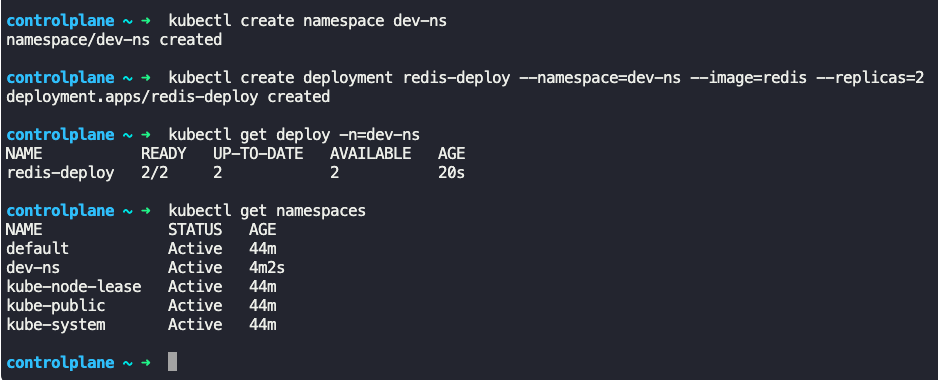 controlplane ~ ➜  kubectl create namespace dev-ns
namespace/dev-ns created
controlplane ~ ➜  kubectl create deployment redis-deploy --namespace=dev-ns --image=redis --replicas=2
deployment.apps/redis-deploy created
controlplane ~ ➜  kubectl get deploy -n=dev-ns
NAME           READY   UP-TO-DATE   AVAILABLE   AGE
redis-deploy   2/2     2            2           20s
controlplane ~ ➜  kubectl get namespaces
NAME              STATUS   AGE
default           Active   44m
dev-ns            Active   4m2s
kube-node-lease   Active   44m
kube-public       Active   44m
kube-system       Active   44m
controlplane ~ ➜